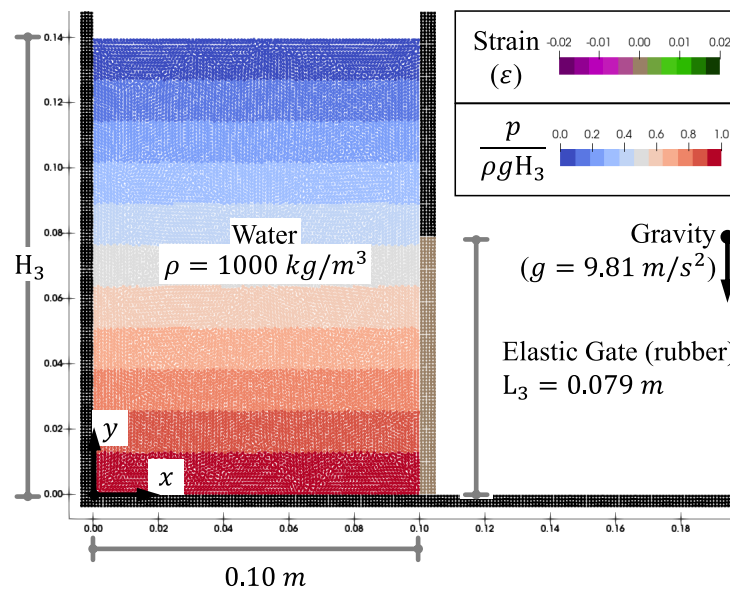 Strain
(ε)
-0.02 -0.01 0.00 0.01 0.02
p
ρgH₃
0.0 0.2 0.4 0.6 0.8 1.0
0.14
0.12
0.10
0.08
0.06
0.04
0.02
0.00
H₃
Water
ρ = 1000 kg/m³
Gravity
(g = 9.81 m/s²)
Elastic Gate (rubber)
L₃ = 0.079 m
y
x
0.00 0.02 0.04 0.06 0.08 0.10 0.12 0.14 0.16 0.18
0.10 m